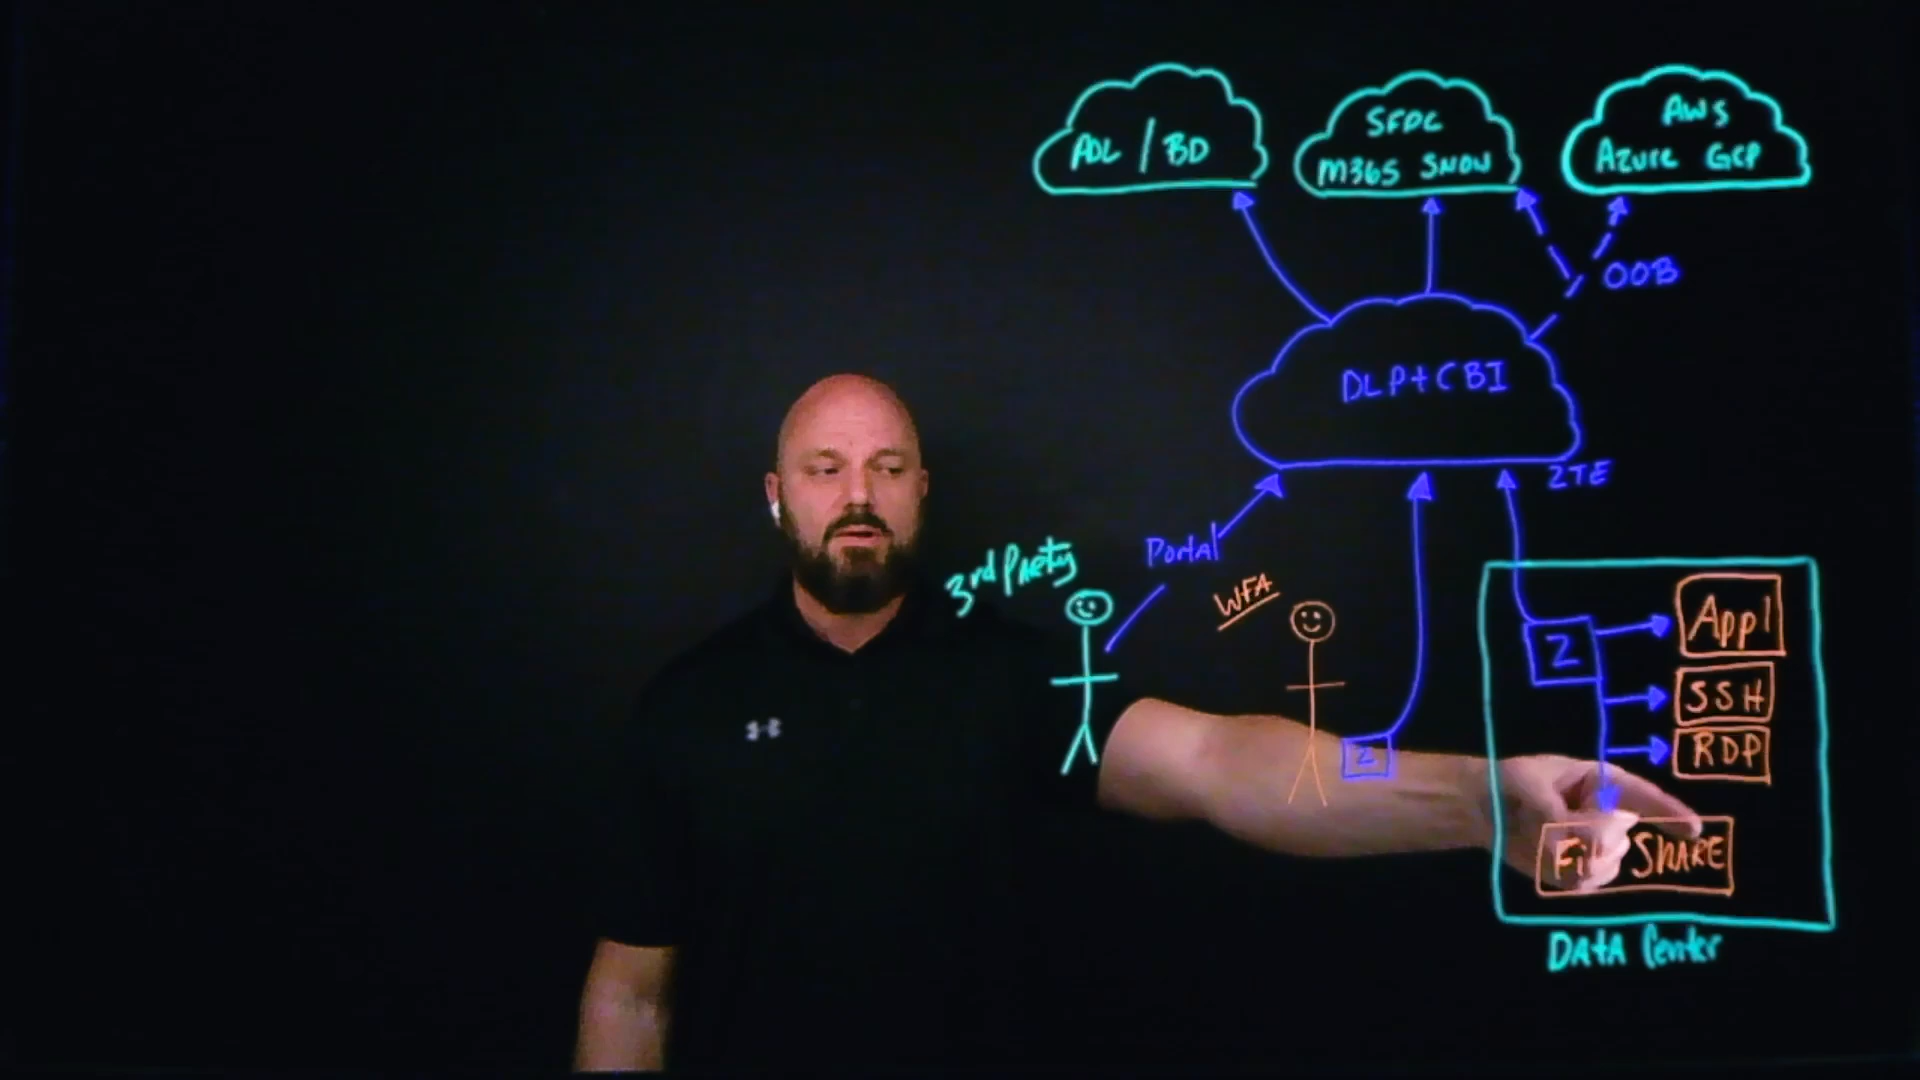 ADL / BD
SFDC
M365 SNOW
AWS
Azure GCP
OOB
DLP+CBI
ZTE
3rd Party
Portal
WFA
Z
Z
App1
SSH
RDP
SHARE
DATA Center